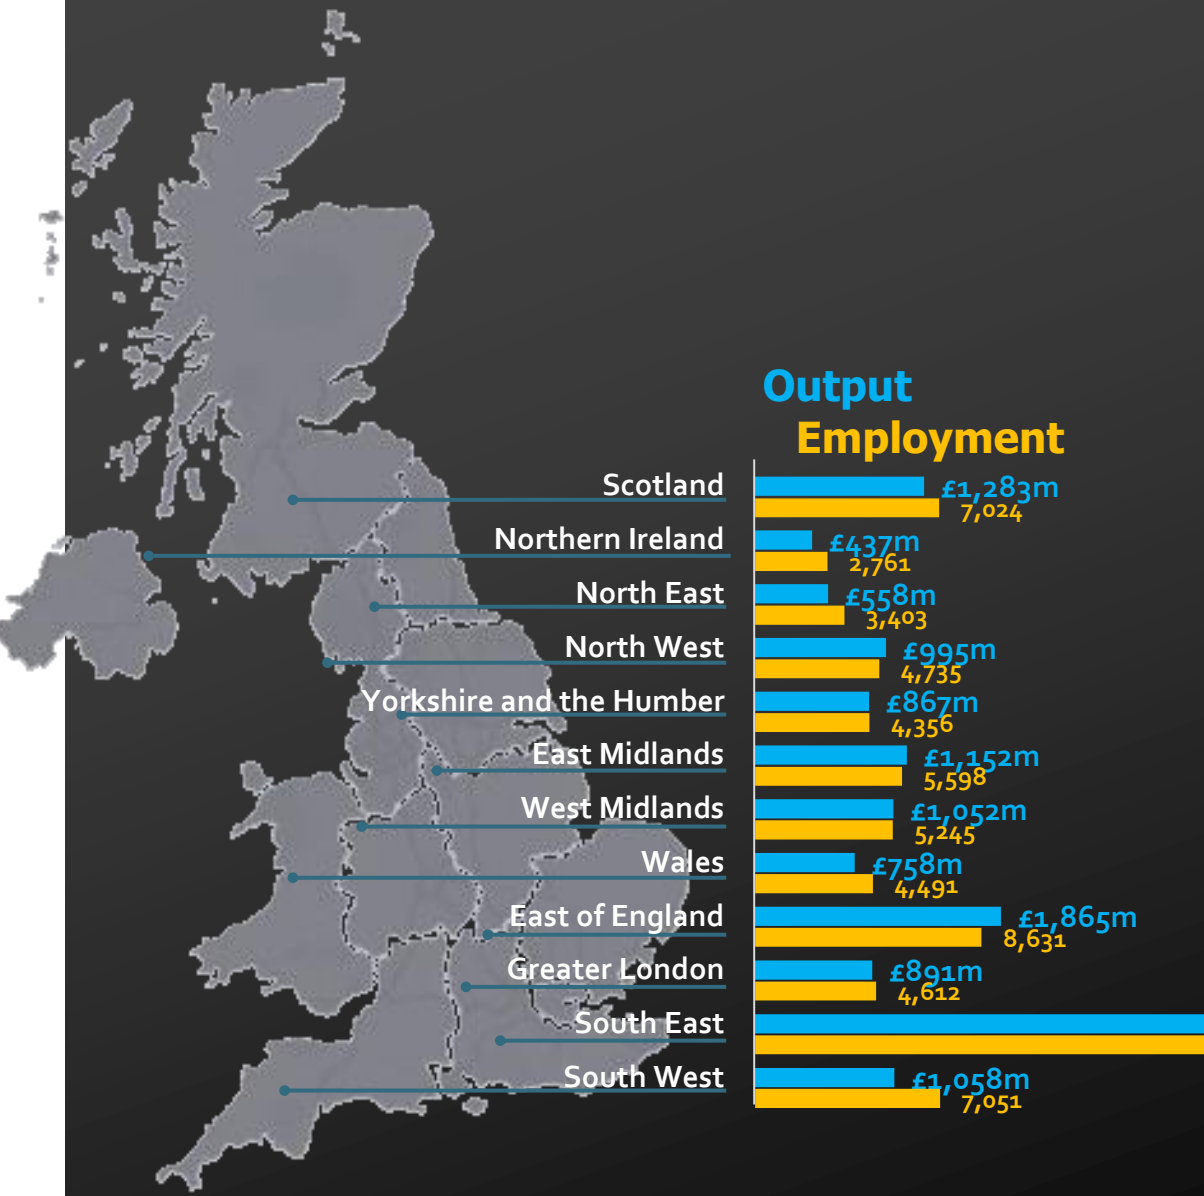 Output
Employment
Scotland
£1,283m
7,024
Northern Ireland
£437m
2,761
North East
£558m
3,403
North West
£995m
4,735
Yorkshire and the Humber
£867m
4,356
East Midlands
£1,152m
5,598
West Midlands
£1,052m
5,245
Wales
£758m
4,491
East of England
£1,865m
8,631
Greater London
£891m
4,612
South East
South West
£1,058m
7,051